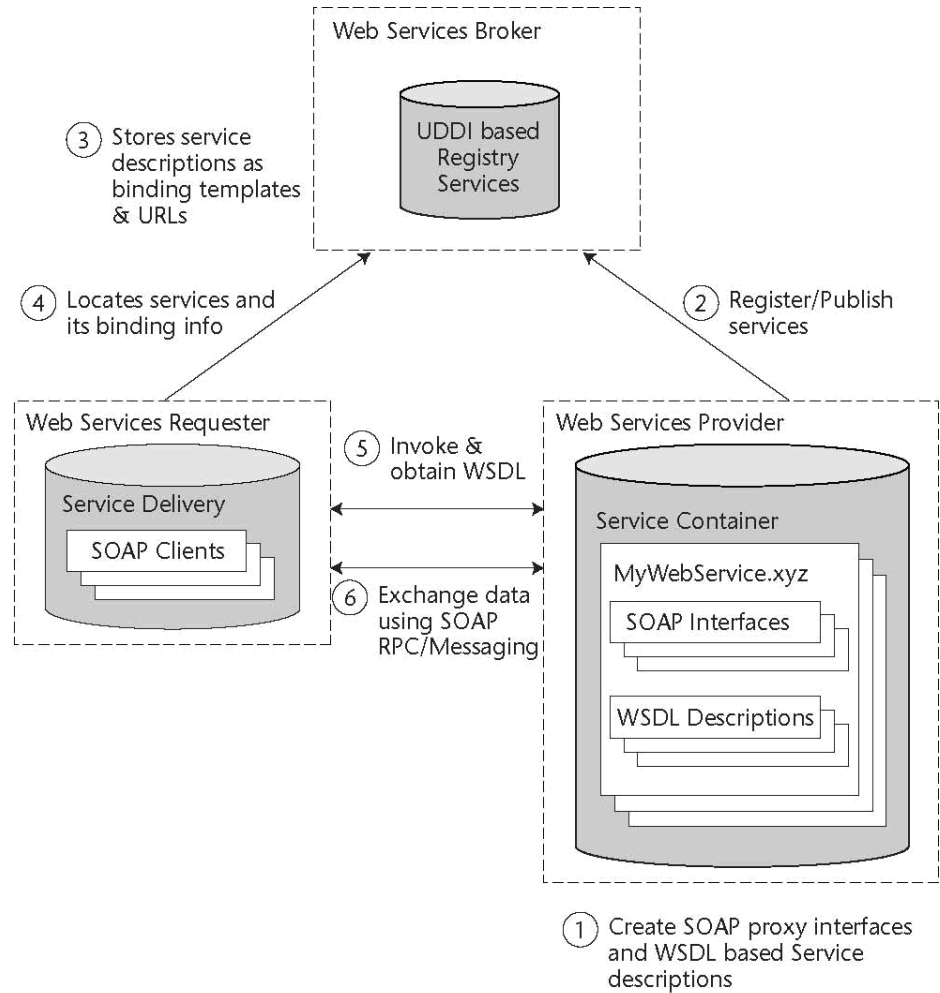 Web Services Broker
UDDI based
Registry
Services
3 Stores service
descriptions as
binding templates
& URLs
4 Locates services and
its binding info
2 Register/Publish
services
Web Services Requester
Service Delivery
SOAP Clients
5 Invoke &
obtain WSDL
6 Exchange data
using SOAP
RPC/Messaging
Web Services Provider
Service Container
MyWebService.xyz
SOAP Interfaces
WSDL Descriptions
1 Create SOAP proxy interfaces
and WSDL based Service
descriptions